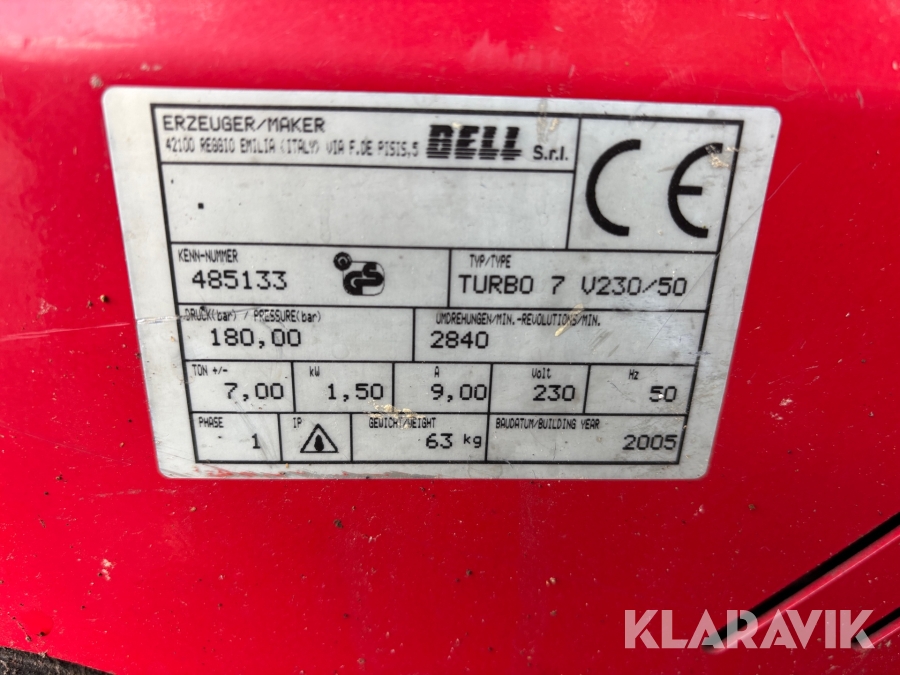 ERZEUGER/MAKER
42100 REGGIO EMILIA (ITALY) VIA F.DE PISIS,5 BELL S.r.l.
CE
KENN-NUMMER
485133
TYP/TYPE
TURBO 7 V230/50
DRUCK(bar) / PRESSURE(bar)
180,00
UMDREHUNGEN/MIN.-REVOLUTIONS/MIN.
2840
TON +/-
7,00
kW
1,50
A
9,00
Volt
230
Hz
50
PHASE
1
IP
GEWICHT/WEIGHT
63 kg
BAUDATUM/BUILDING YEAR
2005
KLARAVIK